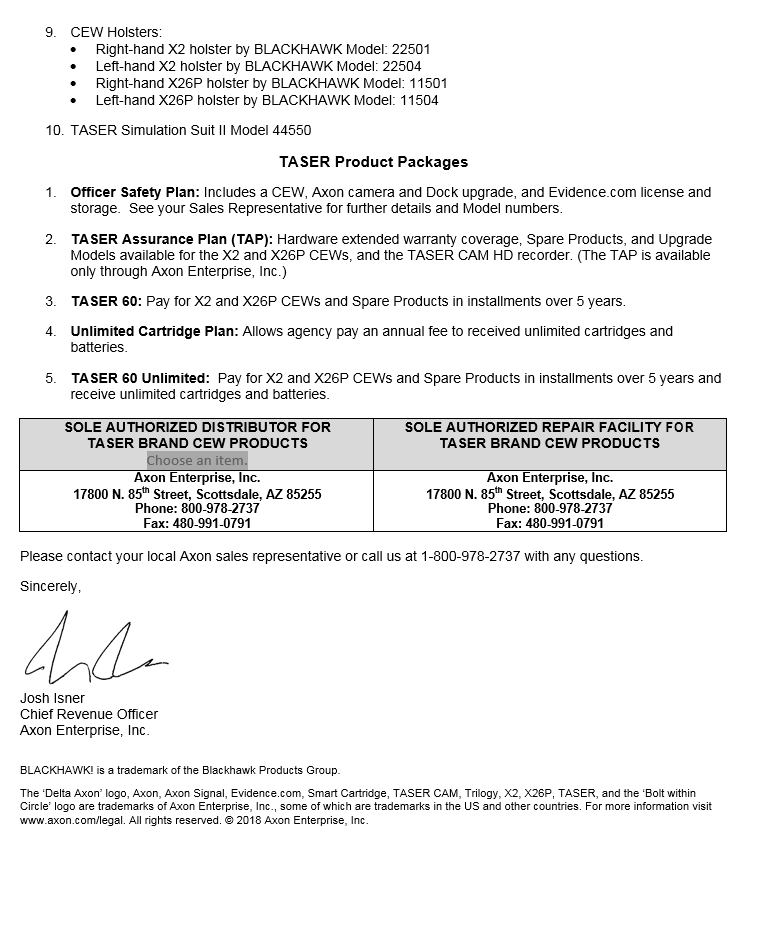 9. CEW Holsters:
• Right-hand X2 holster by BLACKHAWK Model: 22501
• Left-hand X2 holster by BLACKHAWK Model: 22504
• Right-hand X26P holster by BLACKHAWK Model: 11501
• Left-hand X26P holster by BLACKHAWK Model: 11504
10. TASER Simulation Suit II Model 44550
TASER Product Packages
1. Officer Safety Plan: Includes a CEW, Axon camera and Dock upgrade, and Evidence.com license and
storage. See your Sales Representative for further details and Model numbers.
2. TASER Assurance Plan (TAP): Hardware extended warranty coverage, Spare Products, and Upgrade
Models available for the X2 and X26P CEWs, and the TASER CAM HD recorder. (The TAP is available
only through Axon Enterprise, Inc.)
3. TASER 60: Pay for X2 and X26P CEWs and Spare Products in installments over 5 years.
4. Unlimited Cartridge Plan: Allows agency pay an annual fee to received unlimited cartridges and
batteries.
5. TASER 60 Unlimited: Pay for X2 and X26P CEWs and Spare Products in installments over 5 years and
receive unlimited cartridges and batteries.
SOLE AUTHORIZED DISTRIBUTOR FOR
TASER BRAND CEW PRODUCTS
Choose an item.
SOLE AUTHORIZED REPAIR FACILITY FOR
TASER BRAND CEW PRODUCTS
Axon Enterprise, Inc.
17800 N. 85th Street, Scottsdale, AZ 85255
Phone: 800-978-2737
Fax: 480-991-0791
Axon Enterprise, Inc.
17800 N. 85th Street, Scottsdale, AZ 85255
Phone: 800-978-2737
Fax: 480-991-0791
Please contact your local Axon sales representative or call us at 1-800-978-2737 with any questions.
Sincerely,
Josh Isner
Chief Revenue Officer
Axon Enterprise, Inc.
BLACKHAWK! is a trademark of the Blackhawk Products Group.
The ‘Delta Axon’ logo, Axon, Axon Signal, Evidence.com, Smart Cartridge, TASER CAM, Trilogy, X2, X26P, TASER, and the ‘Bolt within
Circle’ logo are trademarks of Axon Enterprise, Inc., some of which are trademarks in the US and other countries. For more information visit
www.axon.com/legal. All rights reserved. © 2018 Axon Enterprise, Inc.